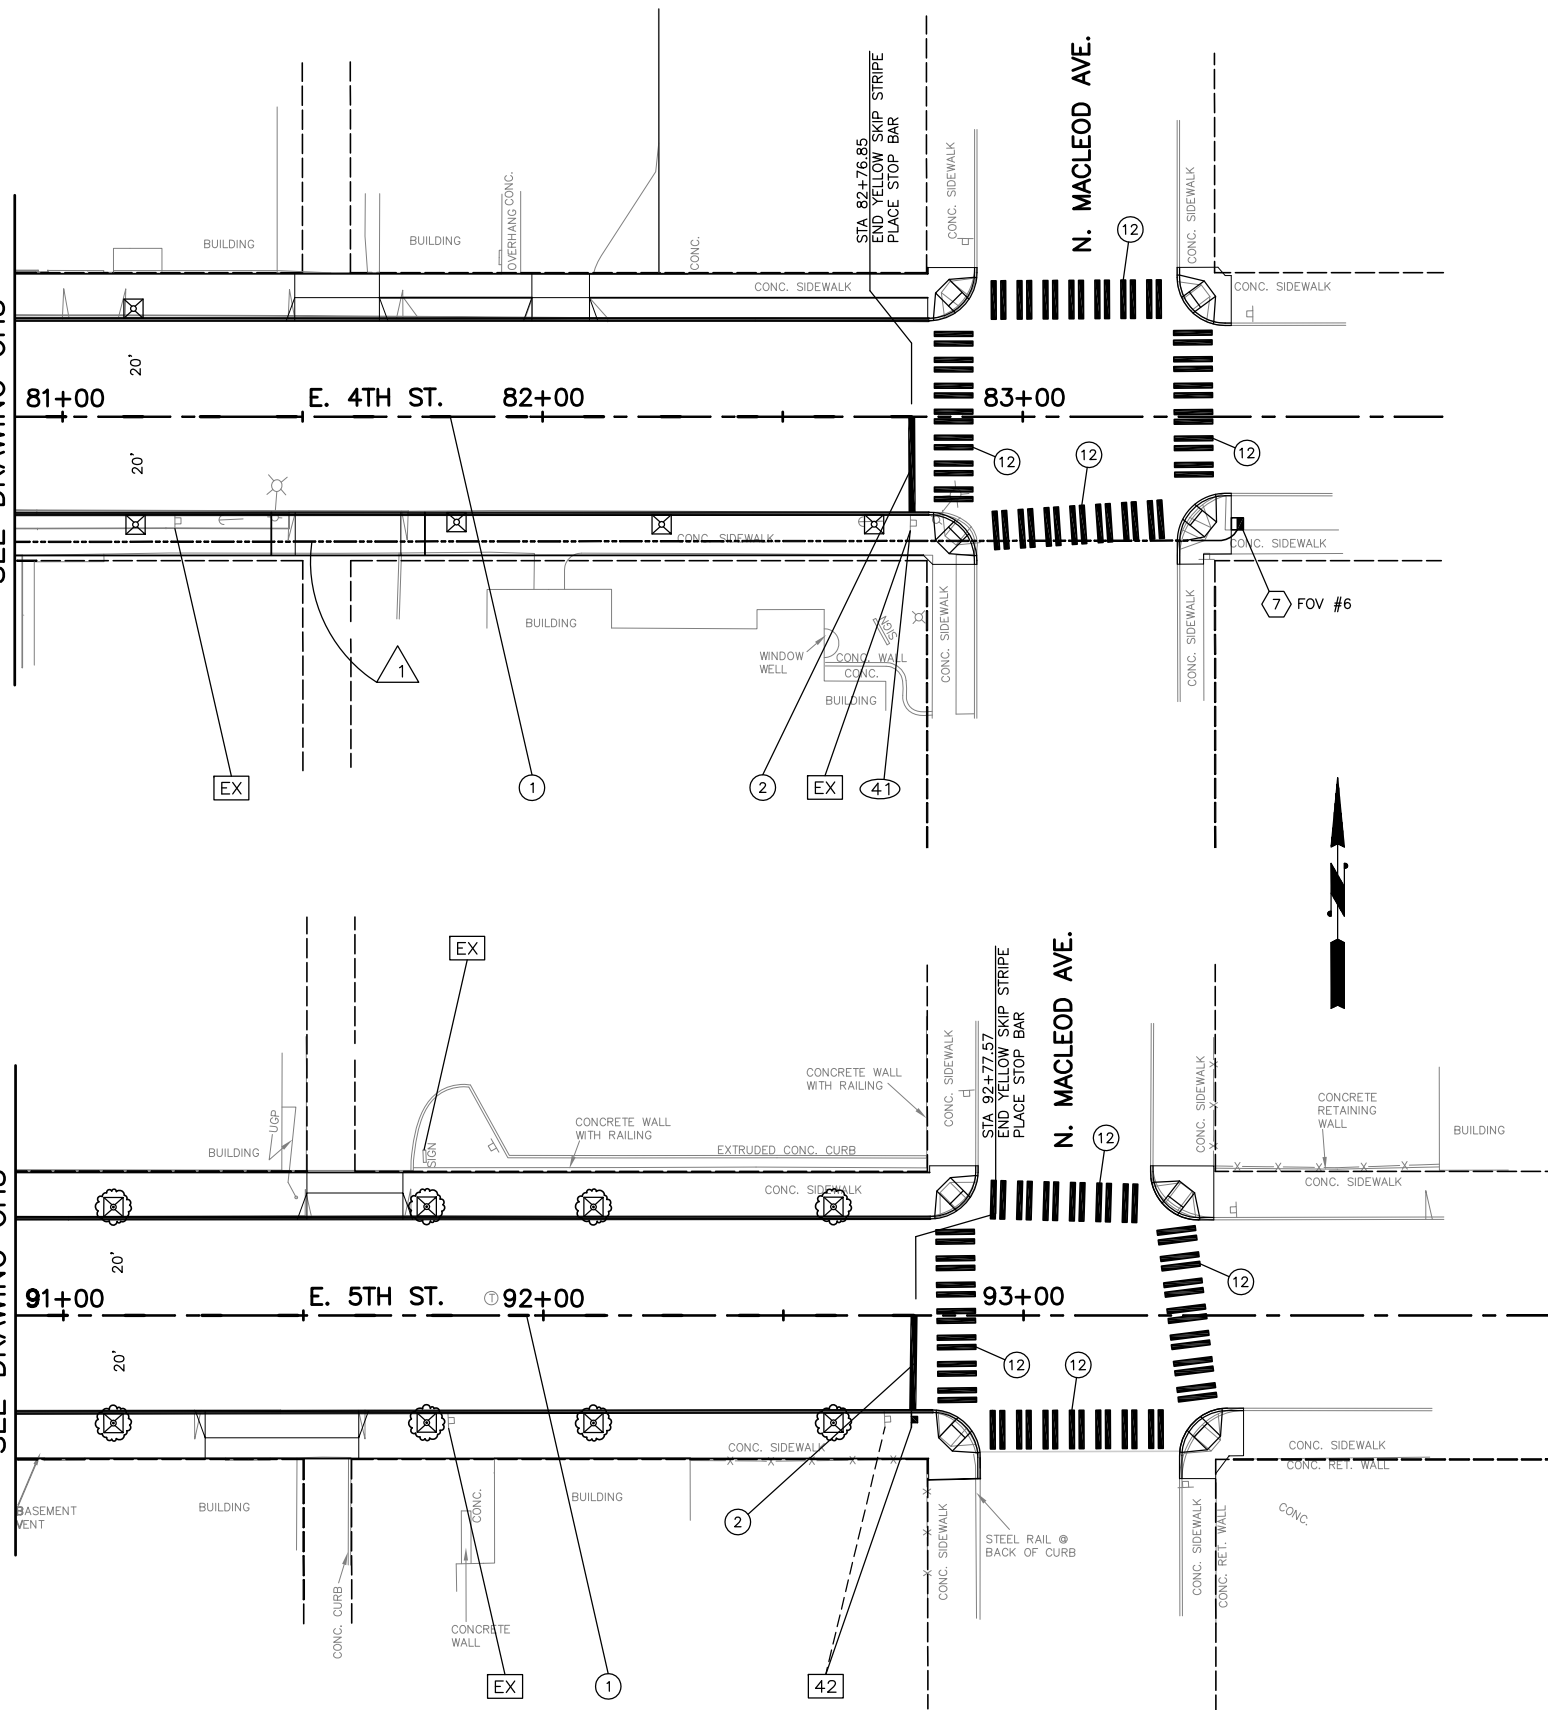 STA 82+76.85
END YELLOW SKIP STRIPE
PLACE STOP BAR
N. MACLEOD AVE.
CONC. SIDEWALK
CONC. SIDEWALK
12
BUILDING
BUILDING
OVERHANG CONC.
CONC.
CONC. SIDEWALK
CONC. SIDEWALK
20'
81+00
E. 4TH ST.
82+00
83+00
20'
12
12
12
CONC. SIDEWALK
CONC. SIDEWALK
7 FOV #6
BUILDING
SIGN
WINDOW
WELL
CONC. WALL
CONC.
BUILDING
CONC. SIDEWALK
CONC. SIDEWALK
1
EX
1
2
EX
41
N
EX
STA 92+77.57
END YELLOW SKIP STRIPE
PLACE STOP BAR
N. MACLEOD AVE.
CONCRETE WALL
WITH RAILING
CONC. SIDEWALK
CONC. SIDEWALK
CONCRETE
RETAINING
WALL
BUILDING
UGP
BUILDING
SIGN
CONCRETE WALL
WITH RAILING
EXTRUDED CONC. CURB
12
CONC. SIDEWALK
CONC. SIDEWALK
20'
91+00
E. 5TH ST.
T
92+00
93+00
12
20'
12
12
CONC. SIDEWALK
CONC. SIDEWALK
CONC. RET. WALL
BASEMENT
VENT
BUILDING
CONC.
BUILDING
2
CONC. SIDEWALK
STEEL RAIL @
BACK OF CURB
CONC. SIDEWALK
CONC. RET. WALL
CONC.
CONC. CURB
CONCRETE
WALL
EX
1
42